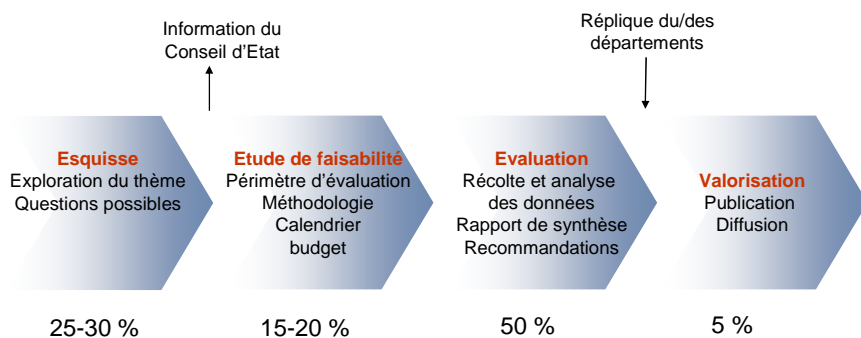 Information du
Conseil d'Etat
Réplique du/des
départements
Esquisse
Exploration du thème
Questions possibles
Etude de faisabilité
Périmètre d'évaluation
Méthodologie
Calendrier
budget
Evaluation
Récolte et analyse
des données
Rapport de synthèse
Recommandations
Valorisation
Publication
Diffusion
25-30 %
15-20 %
50 %
5 %